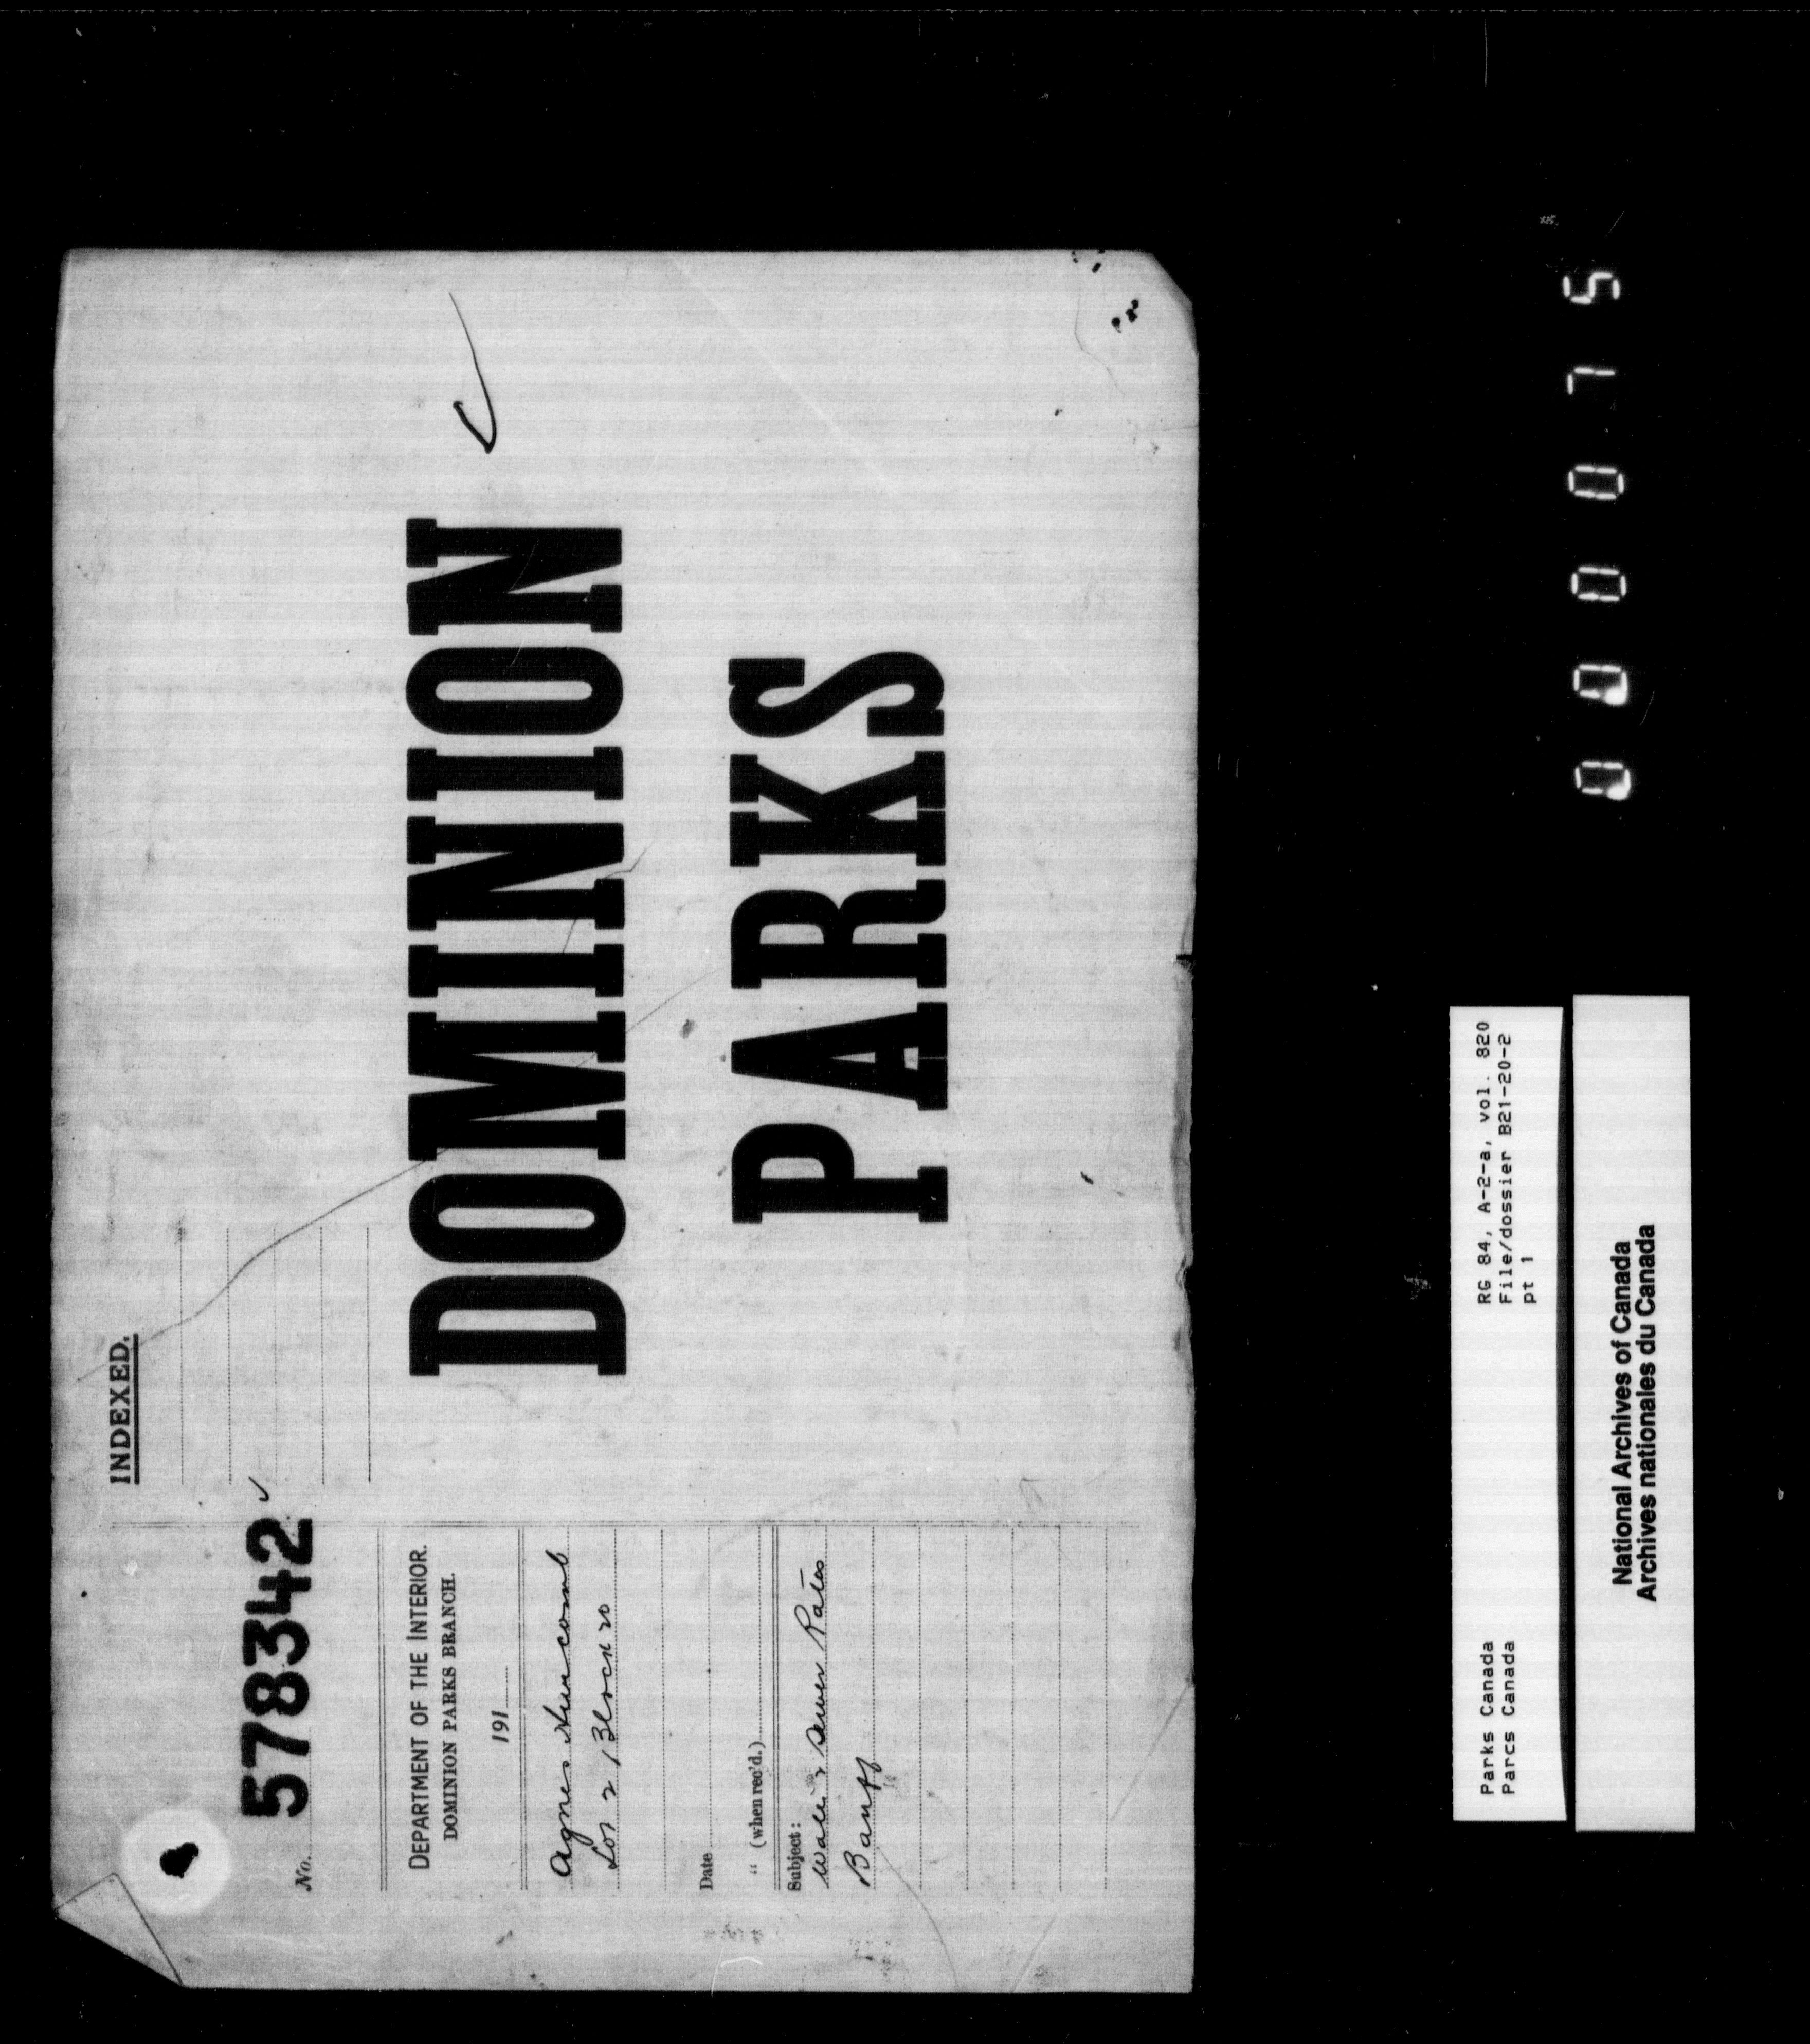 INDEXED.
No. 578342
DEPARTMENT OF THE INTERIOR.
DOMINION PARKS BRANCH.
191
Agnes
Lot 2 Block 20
Date
" (when rec'd.)
Subject:
Water & Sewer Rates
Banff
DOMINION
PARKS
Parks Canada
Parcs Canada
RG 84, A-2-a, vol. 820
File/dossier B21-20-2
pt 1
National Archives of Canada
Archives nationales du Canada
000075